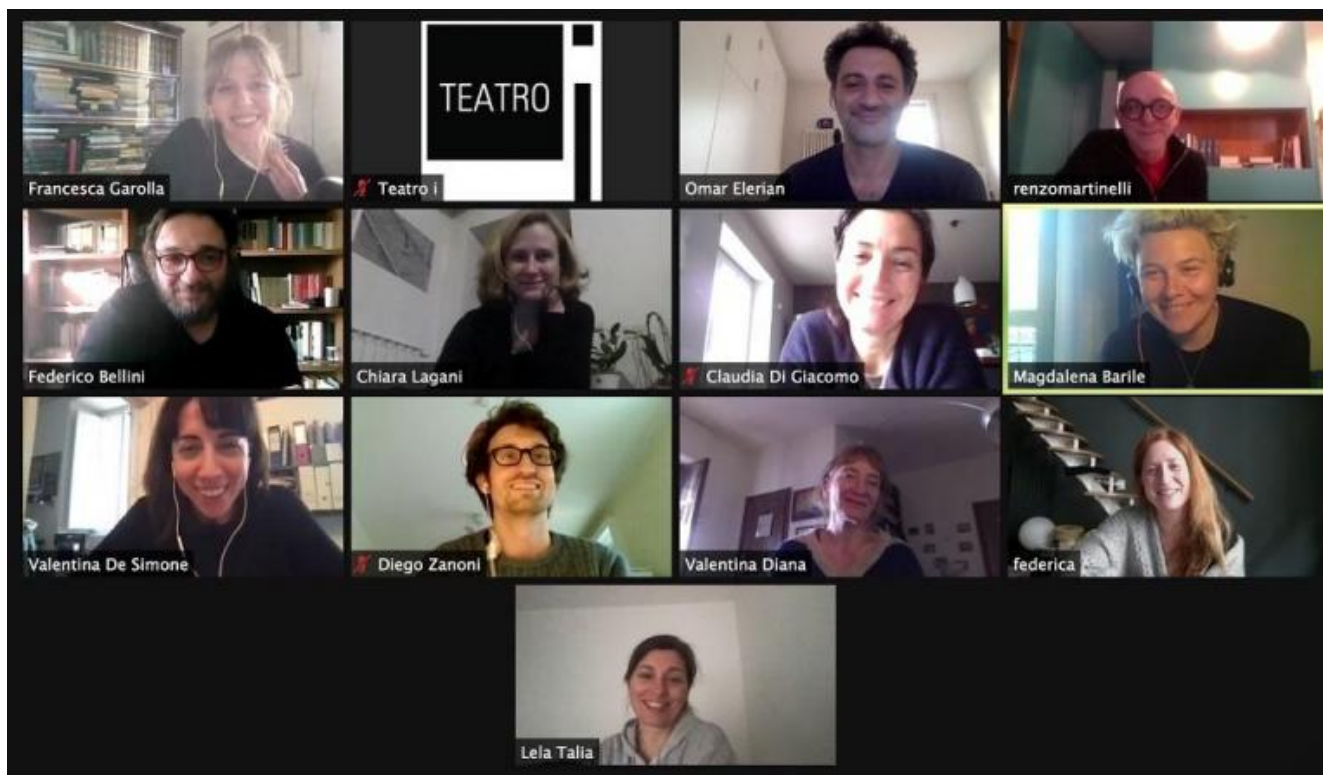 Francesca Garolla
TEATRO i
Teatro i
Omar Elerian
renzomartinelli
Federico Bellini
Chiara Lagani
Claudia Di Giacomo
Magdalena Barile
Valentina De Simone
Diego Zanoni
Valentina Diana
federica
Lela Talia